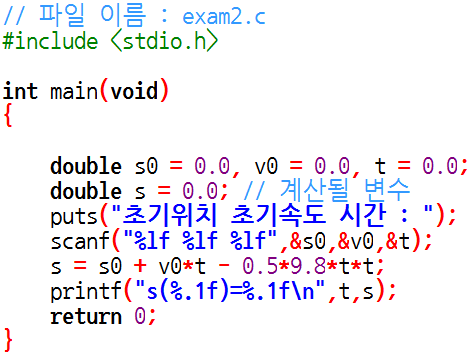 // 파일 이름 : exam2.c
#include <stdio.h>
int main(void)
{
double s0 = 0.0, v0 = 0.0, t = 0.0;
double s = 0.0; // 계산될 변수
puts("초기위치 초기속도 시간 : ");
scanf("%lf %lf %lf",&s0,&v0,&t);
s = s0 + v0*t - 0.5*9.8*t*t;
printf("s(%.1f)=%.1f\n",t,s);
return 0;
}